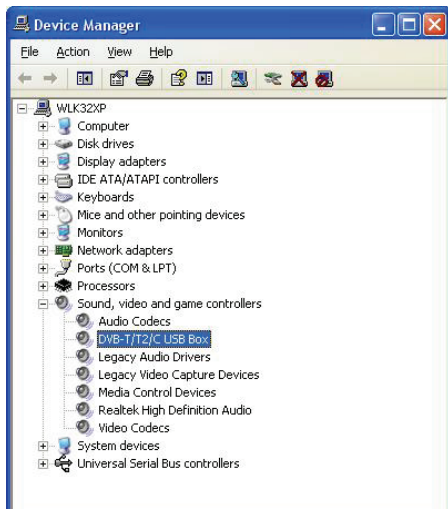 Device Manager
File Action View Help
WLK32XP
Computer
Disk drives
Display adapters
IDE ATA/ATAPI controllers
Keyboards
Mice and other pointing devices
Monitors
Network adapters
Ports (COM & LPT)
Processors
Sound, video and game controllers
Audio Codecs
DVB-T/T2/C USB Box
Legacy Audio Drivers
Legacy Video Capture Devices
Media Control Devices
Realtek High Definition Audio
Video Codecs
System devices
Universal Serial Bus controllers